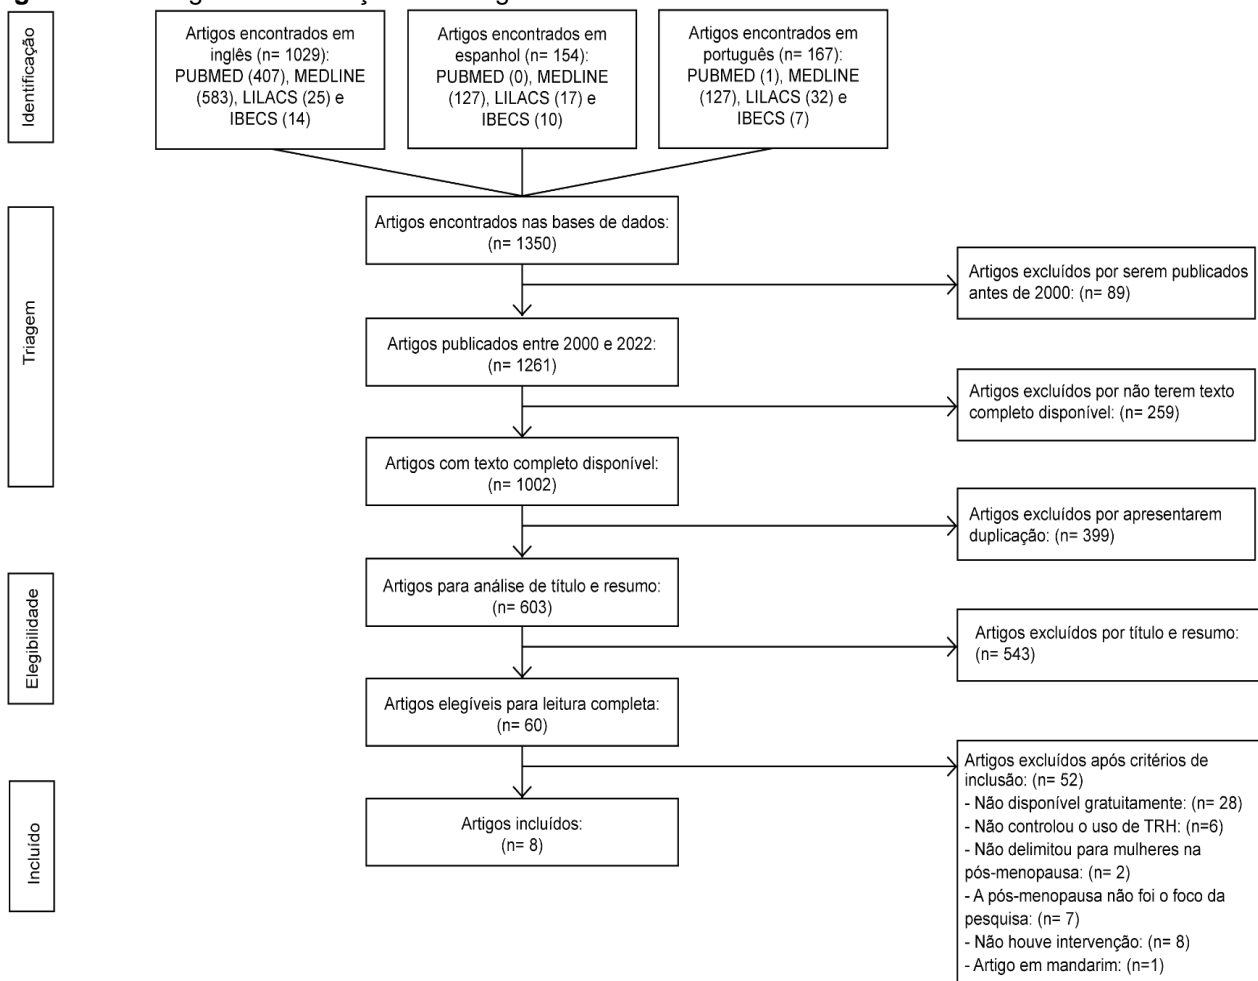 Identificação
Artigos encontrados em
inglês (n= 1029):
PUBMED (407), MEDLINE
(583), LILACS (25) e
IBECS (14)
Artigos encontrados em
espanhol (n= 154):
PUBMED (0), MEDLINE
(127), LILACS (17) e
IBECS (10)
Artigos encontrados em
português (n= 167):
PUBMED (1), MEDLINE
(127), LILACS (32) e
IBECS (7)
Triagem
Artigos encontrados nas bases de dados:
(n= 1350)
Artigos excluídos por serem publicados
antes de 2000: (n= 89)
Artigos publicados entre 2000 e 2022:
(n= 1261)
Artigos excluídos por não terem texto
completo disponível: (n= 259)
Artigos com texto completo disponível:
(n= 1002)
Artigos excluídos por apresentarem
duplicação: (n= 399)
Elegibilidade
Artigos para análise de título e resumo:
(n= 603)
Artigos excluídos por título e resumo:
(n= 543)
Artigos elegíveis para leitura completa:
(n= 60)
Artigos excluídos após critérios de
inclusão: (n= 52)
- Não disponível gratuitamente: (n= 28)
- Não controlou o uso de TRH: (n=6)
- Não delimitou para mulheres na
pós-menopausa: (n= 2)
- A pós-menopausa não foi o foco da
pesquisa: (n= 7)
- Não houve intervenção: (n= 8)
- Artigo em mandarim: (n=1)
Incluído
Artigos incluídos:
(n= 8)